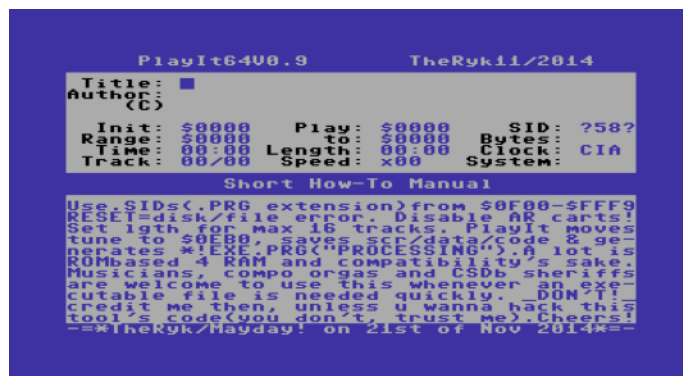 PlayIt64V0.9 TheRyk11/2014
Title:
Author:
(C)
Init: $0000 Play: $0000 SID: ?58?
Range: $0000 to: $0000 Bytes:
Time: 00:00 Length: 00:00 Clock: CIA
Track: 00/00 Speed: x00 System:
Short How-To Manual
Use.SIDs(.PRG extension)from $0F00-$FFF9
RESET=disk/file error. Disable AR carts!
Set lgth for max 16 tracks. PlayIt moves
tune to $0EB0, saves scr/data/code & ge-
nerates *!EXE.PRG("PROCESSING").A lot is
ROMbased 4 RAM and compatibility's sake.
Musicians, compo orgas and CSDb sheriffs
are welcome to use this whenever an exe-
cutable file is needed quickly. _DON'T!_
credit me then, unless u wanna hack this
tool's code(you don't, trust me).Cheers!
-=*TheRyk/Mayday! on 21st of Nov 2014*=-